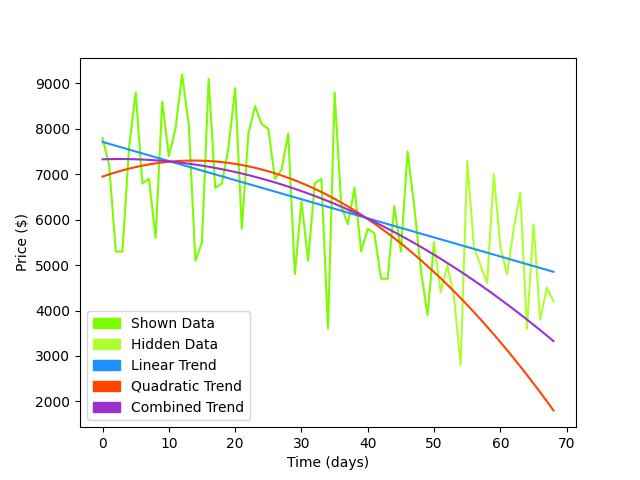 9000
8000
7000
6000
5000
4000
3000
2000
Price ($)
Shown Data
Hidden Data
Linear Trend
Quadratic Trend
Combined Trend
0 10 20 30 40 50 60 70
Time (days)